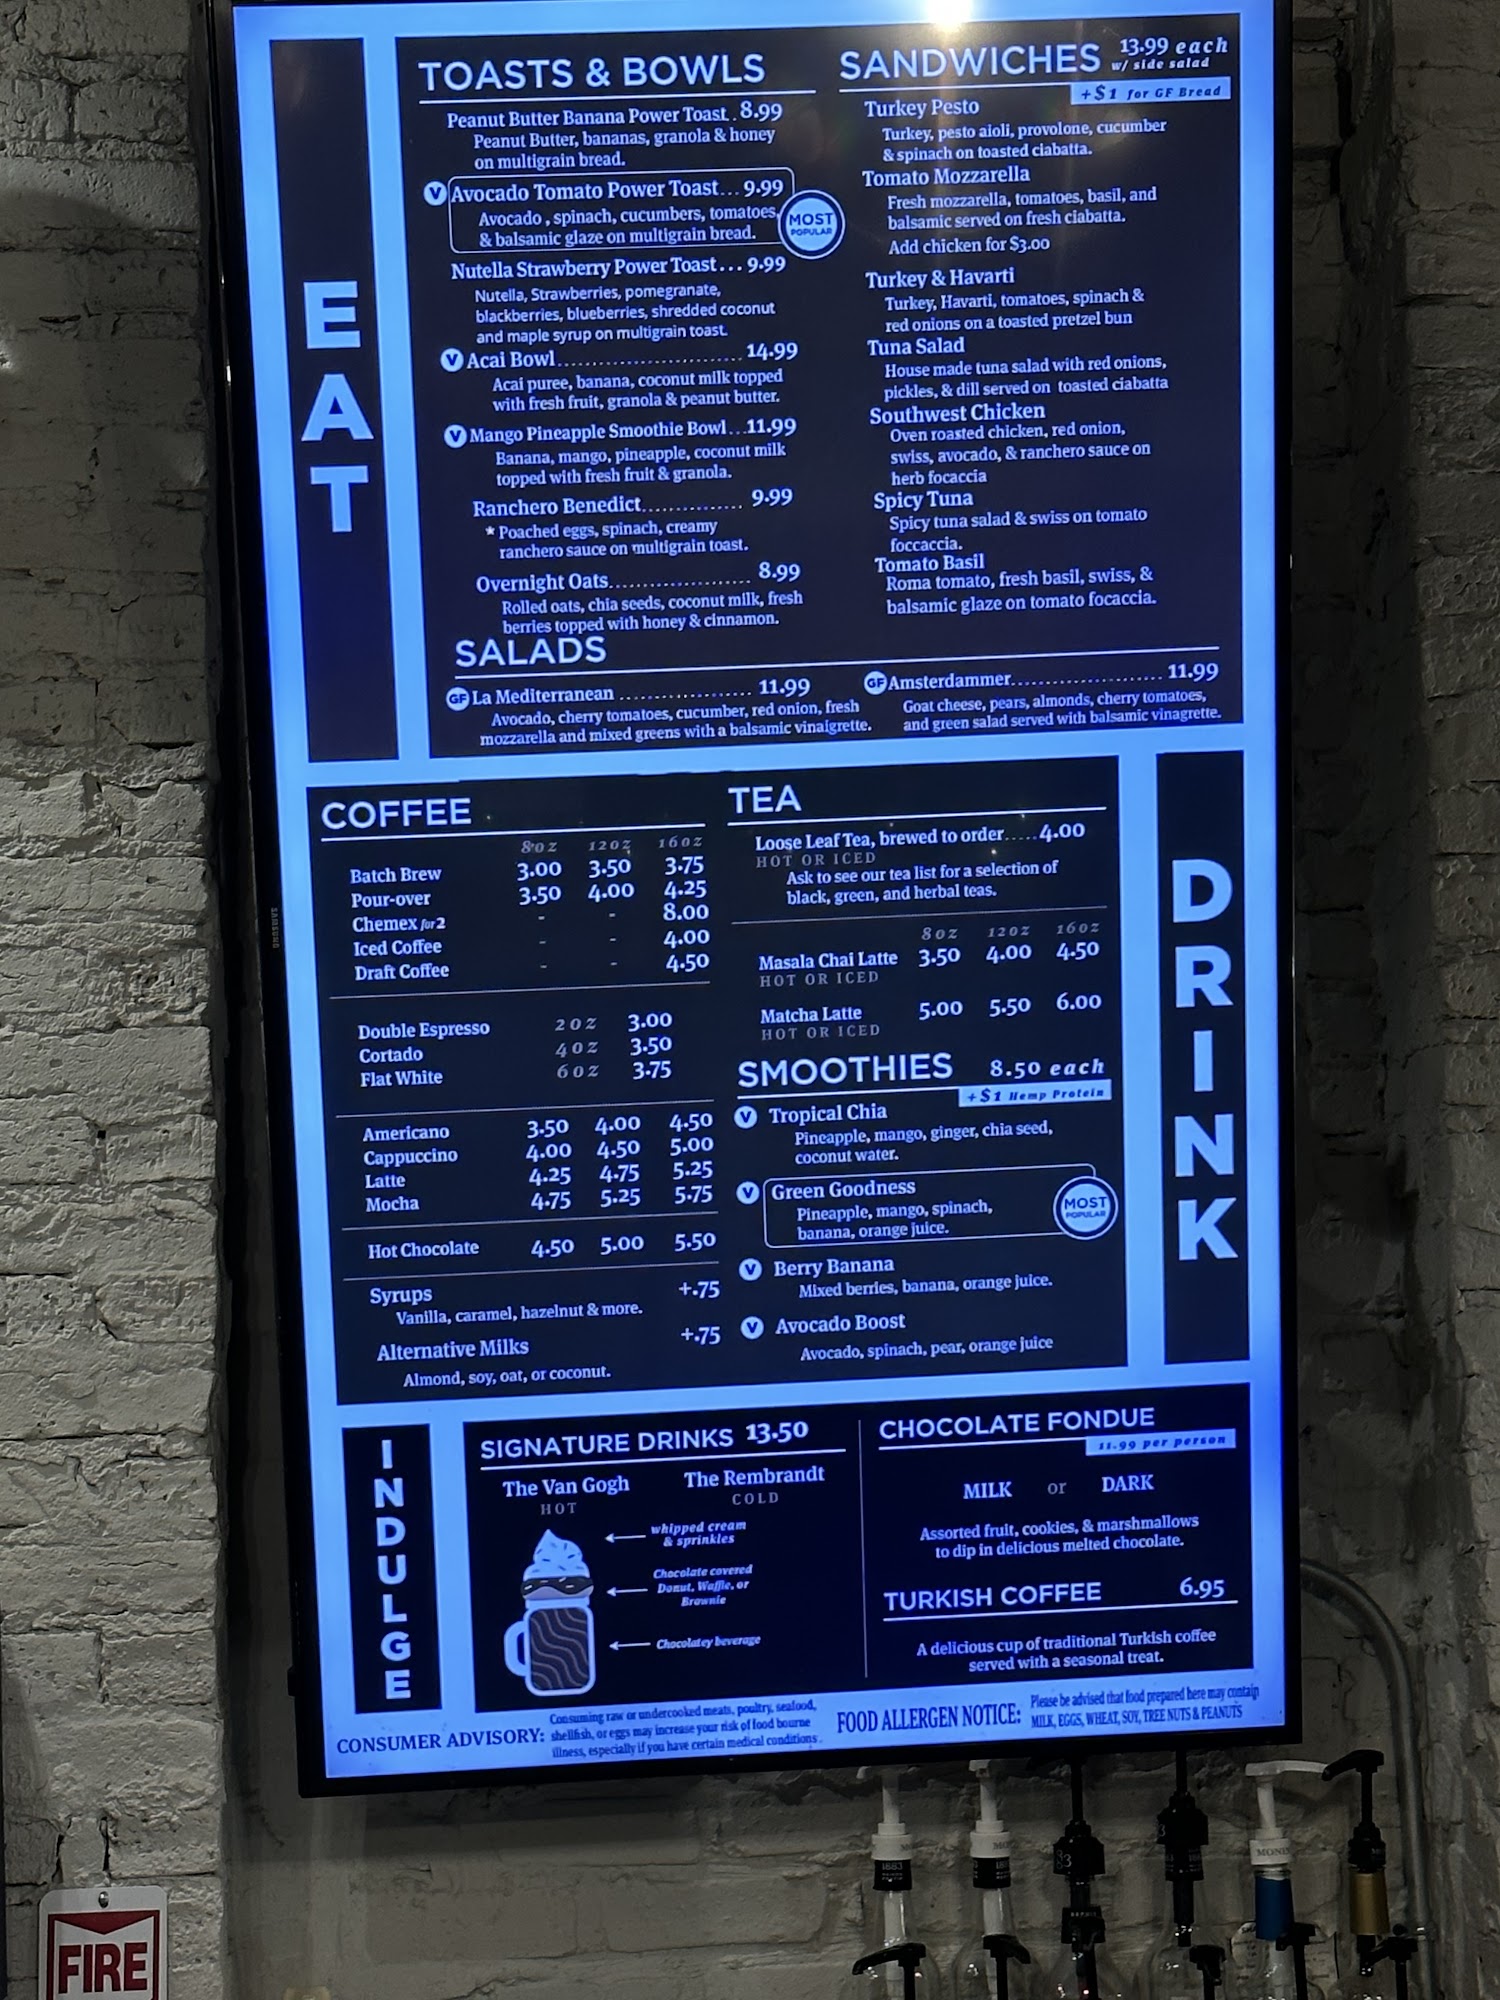 EAT
TOASTS & BOWLS
Peanut Butter Banana Power Toast . 8.99
Peanut Butter, bananas, granola & honey
on multigrain bread.
V Avocado Tomato Power Toast... 9.99
Avocado , spinach, cucumbers, tomatoes,
& balsamic glaze on multigrain bread.
MOST
POPULAR
Nutella Strawberry Power Toast... 9.99
Nutella, Strawberries, pomegranate,
blackberries, blueberries, shredded coconut
and maple syrup on multigrain toast.
V Acai Bowl........................... 14.99
Acai puree, banana, coconut milk topped
with fresh fruit, granola & peanut butter.
V Mango Pineapple Smoothie Bowl...11.99
Banana, mango, pineapple, coconut milk
topped with fresh fruit & granola.
Ranchero Benedict............... 9.99
* Poached eggs, spinach, creamy
ranchero sauce on multigrain toast.
Overnight Oats..................... 8.99
Rolled oats, chia seeds, coconut milk, fresh
berries topped with honey & cinnamon.
SANDWICHES 13.99 each
w/ side salad
+$1 for GF Bread
Turkey Pesto
Turkey, pesto aioli, provolone, cucumber
& spinach on toasted ciabatta.
Tomato Mozzarella
Fresh mozzarella, tomatoes, basil, and
balsamic served on fresh ciabatta.
Add chicken for $3.00
Turkey & Havarti
Turkey, Havarti, tomatoes, spinach &
red onions on a toasted pretzel bun
Tuna Salad
House made tuna salad with red onions,
pickles, & dill served on toasted ciabatta
Southwest Chicken
Oven roasted chicken, red onion,
swiss, avocado, & ranchero sauce on
herb focaccia
Spicy Tuna
Spicy tuna salad & swiss on tomato
foccaccia.
Tomato Basil
Roma tomato, fresh basil, swiss, &
balsamic glaze on tomato focaccia.
SALADS
GF La Mediterranean .................... 11.99
Avocado, cherry tomatoes, cucumber, red onion, fresh
mozzarella and mixed greens with a balsamic vinaigrette.
GF Amsterdammer...................... 11.99
Goat cheese, pears, almonds, cherry tomatoes,
and green salad served with balsamic vinagrette.
DRINK
COFFEE
8oz 12oz 16oz
Batch Brew 3.00 3.50 3.75
Pour-over 3.50 4.00 4.25
Chemex for 2 - - 8.00
Iced Coffee - - 4.00
Draft Coffee - - 4.50
Double Espresso 2oz 3.00
Cortado 4oz 3.50
Flat White 6oz 3.75
Americano 3.50 4.00 4.50
Cappuccino 4.00 4.50 5.00
Latte 4.25 4.75 5.25
Mocha 4.75 5.25 5.75
Hot Chocolate 4.50 5.00 5.50
Syrups +.75
Vanilla, caramel, hazelnut & more.
Alternative Milks +.75
Almond, soy, oat, or coconut.
TEA
Loose Leaf Tea, brewed to order.....4.00
HOT OR ICED
Ask to see our tea list for a selection of
black, green, and herbal teas.
8oz 12oz 16oz
Masala Chai Latte 3.50 4.00 4.50
HOT OR ICED
Matcha Latte 5.00 5.50 6.00
HOT OR ICED
SMOOTHIES 8.50 each
+$1 Hemp Protein
V Tropical Chia
Pineapple, mango, ginger, chia seed,
coconut water.
V Green Goodness
Pineapple, mango, spinach,
banana, orange juice.
MOST
POPULAR
V Berry Banana
Mixed berries, banana, orange juice.
V Avocado Boost
Avocado, spinach, pear, orange juice
INDULGE
SIGNATURE DRINKS 13.50
The Van Gogh
HOT
The Rembrandt
COLD
whipped cream
& sprinkles
Chocolate covered
Donut, Waffle, or
Brownie
Chocolatey beverage
CHOCOLATE FONDUE
11.99 per person
MILK or DARK
Assorted fruit, cookies, & marshmallows
to dip in delicious melted chocolate.
TURKISH COFFEE 6.95
A delicious cup of traditional Turkish coffee
served with a seasonal treat.
CONSUMER ADVISORY:
Consuming raw or undercooked meats, poultry, seafood,
shellfish, or eggs may increase your risk of food bourne
illness, especially if you have certain medical conditions .
FOOD ALLERGEN NOTICE:
Please be advised that food prepared here may contain
MILK, EGGS, WHEAT, SOY, TREE NUTS & PEANUTS
SAMSUNG
FIRE
1883